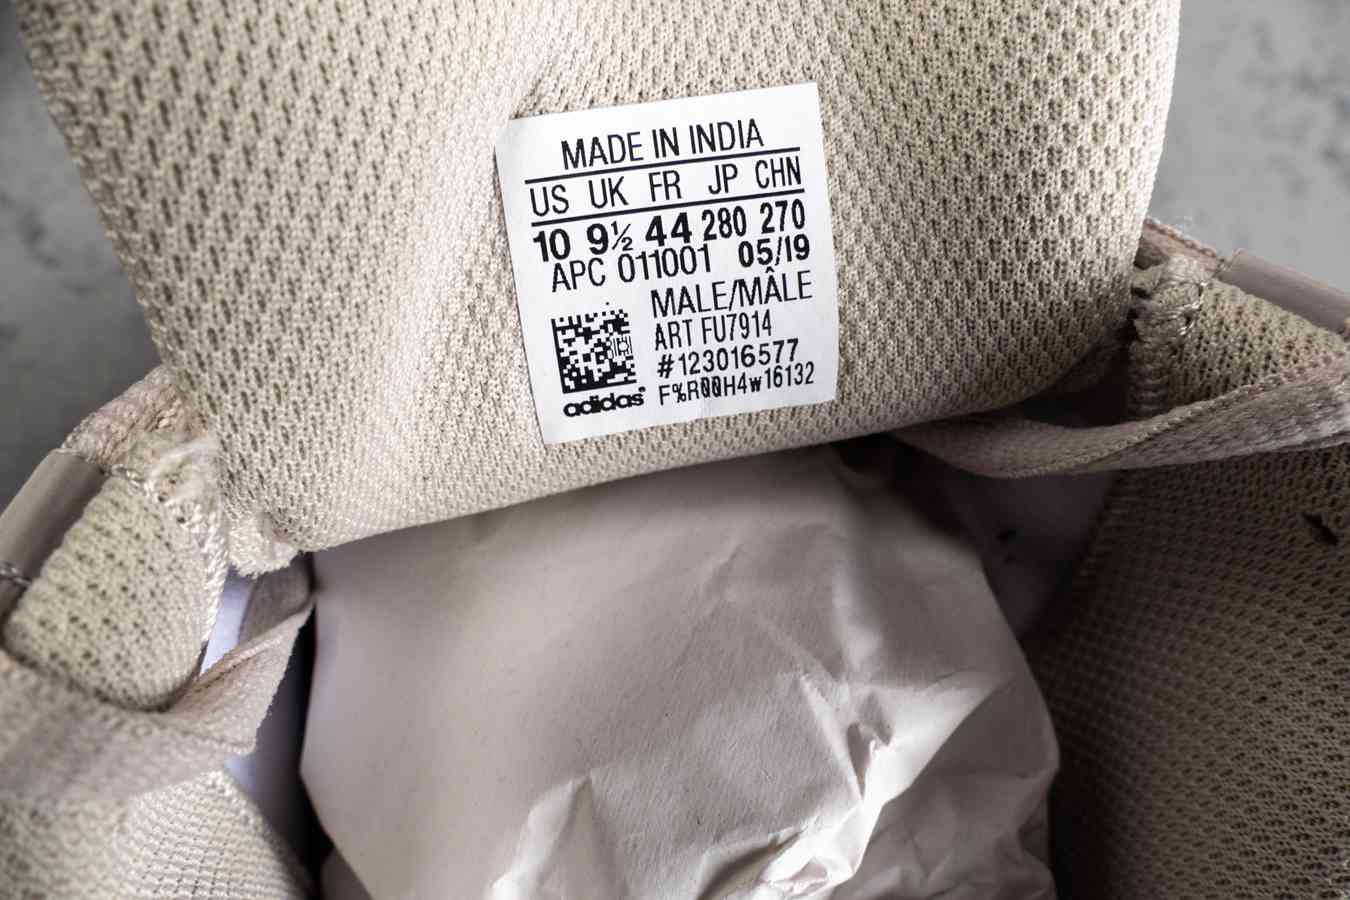 MADE IN INDIA
US UK FR JP CHN
10 9½ 44 280 270
APC 011001 05/19
MALE/MÂLE
ART FU7914
#123016577
F%R00H4w16132
adidas